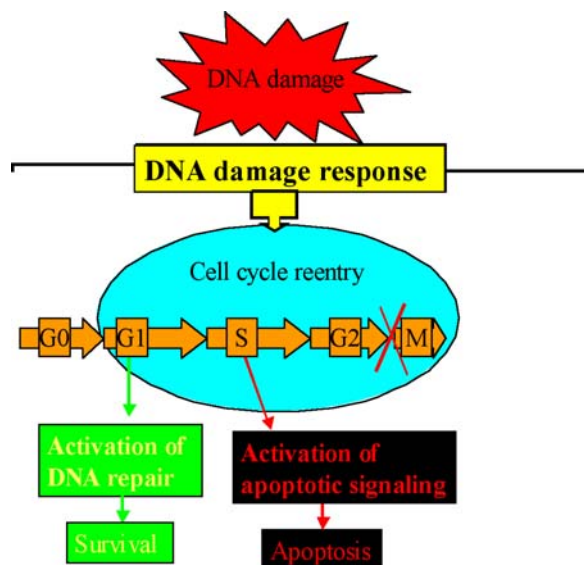 DNA damage
DNA damage response
Cell cycle reentry
G0 G1 S G2 M
Activation of
DNA repair
Activation of
apoptotic signaling
Survival
Apoptosis